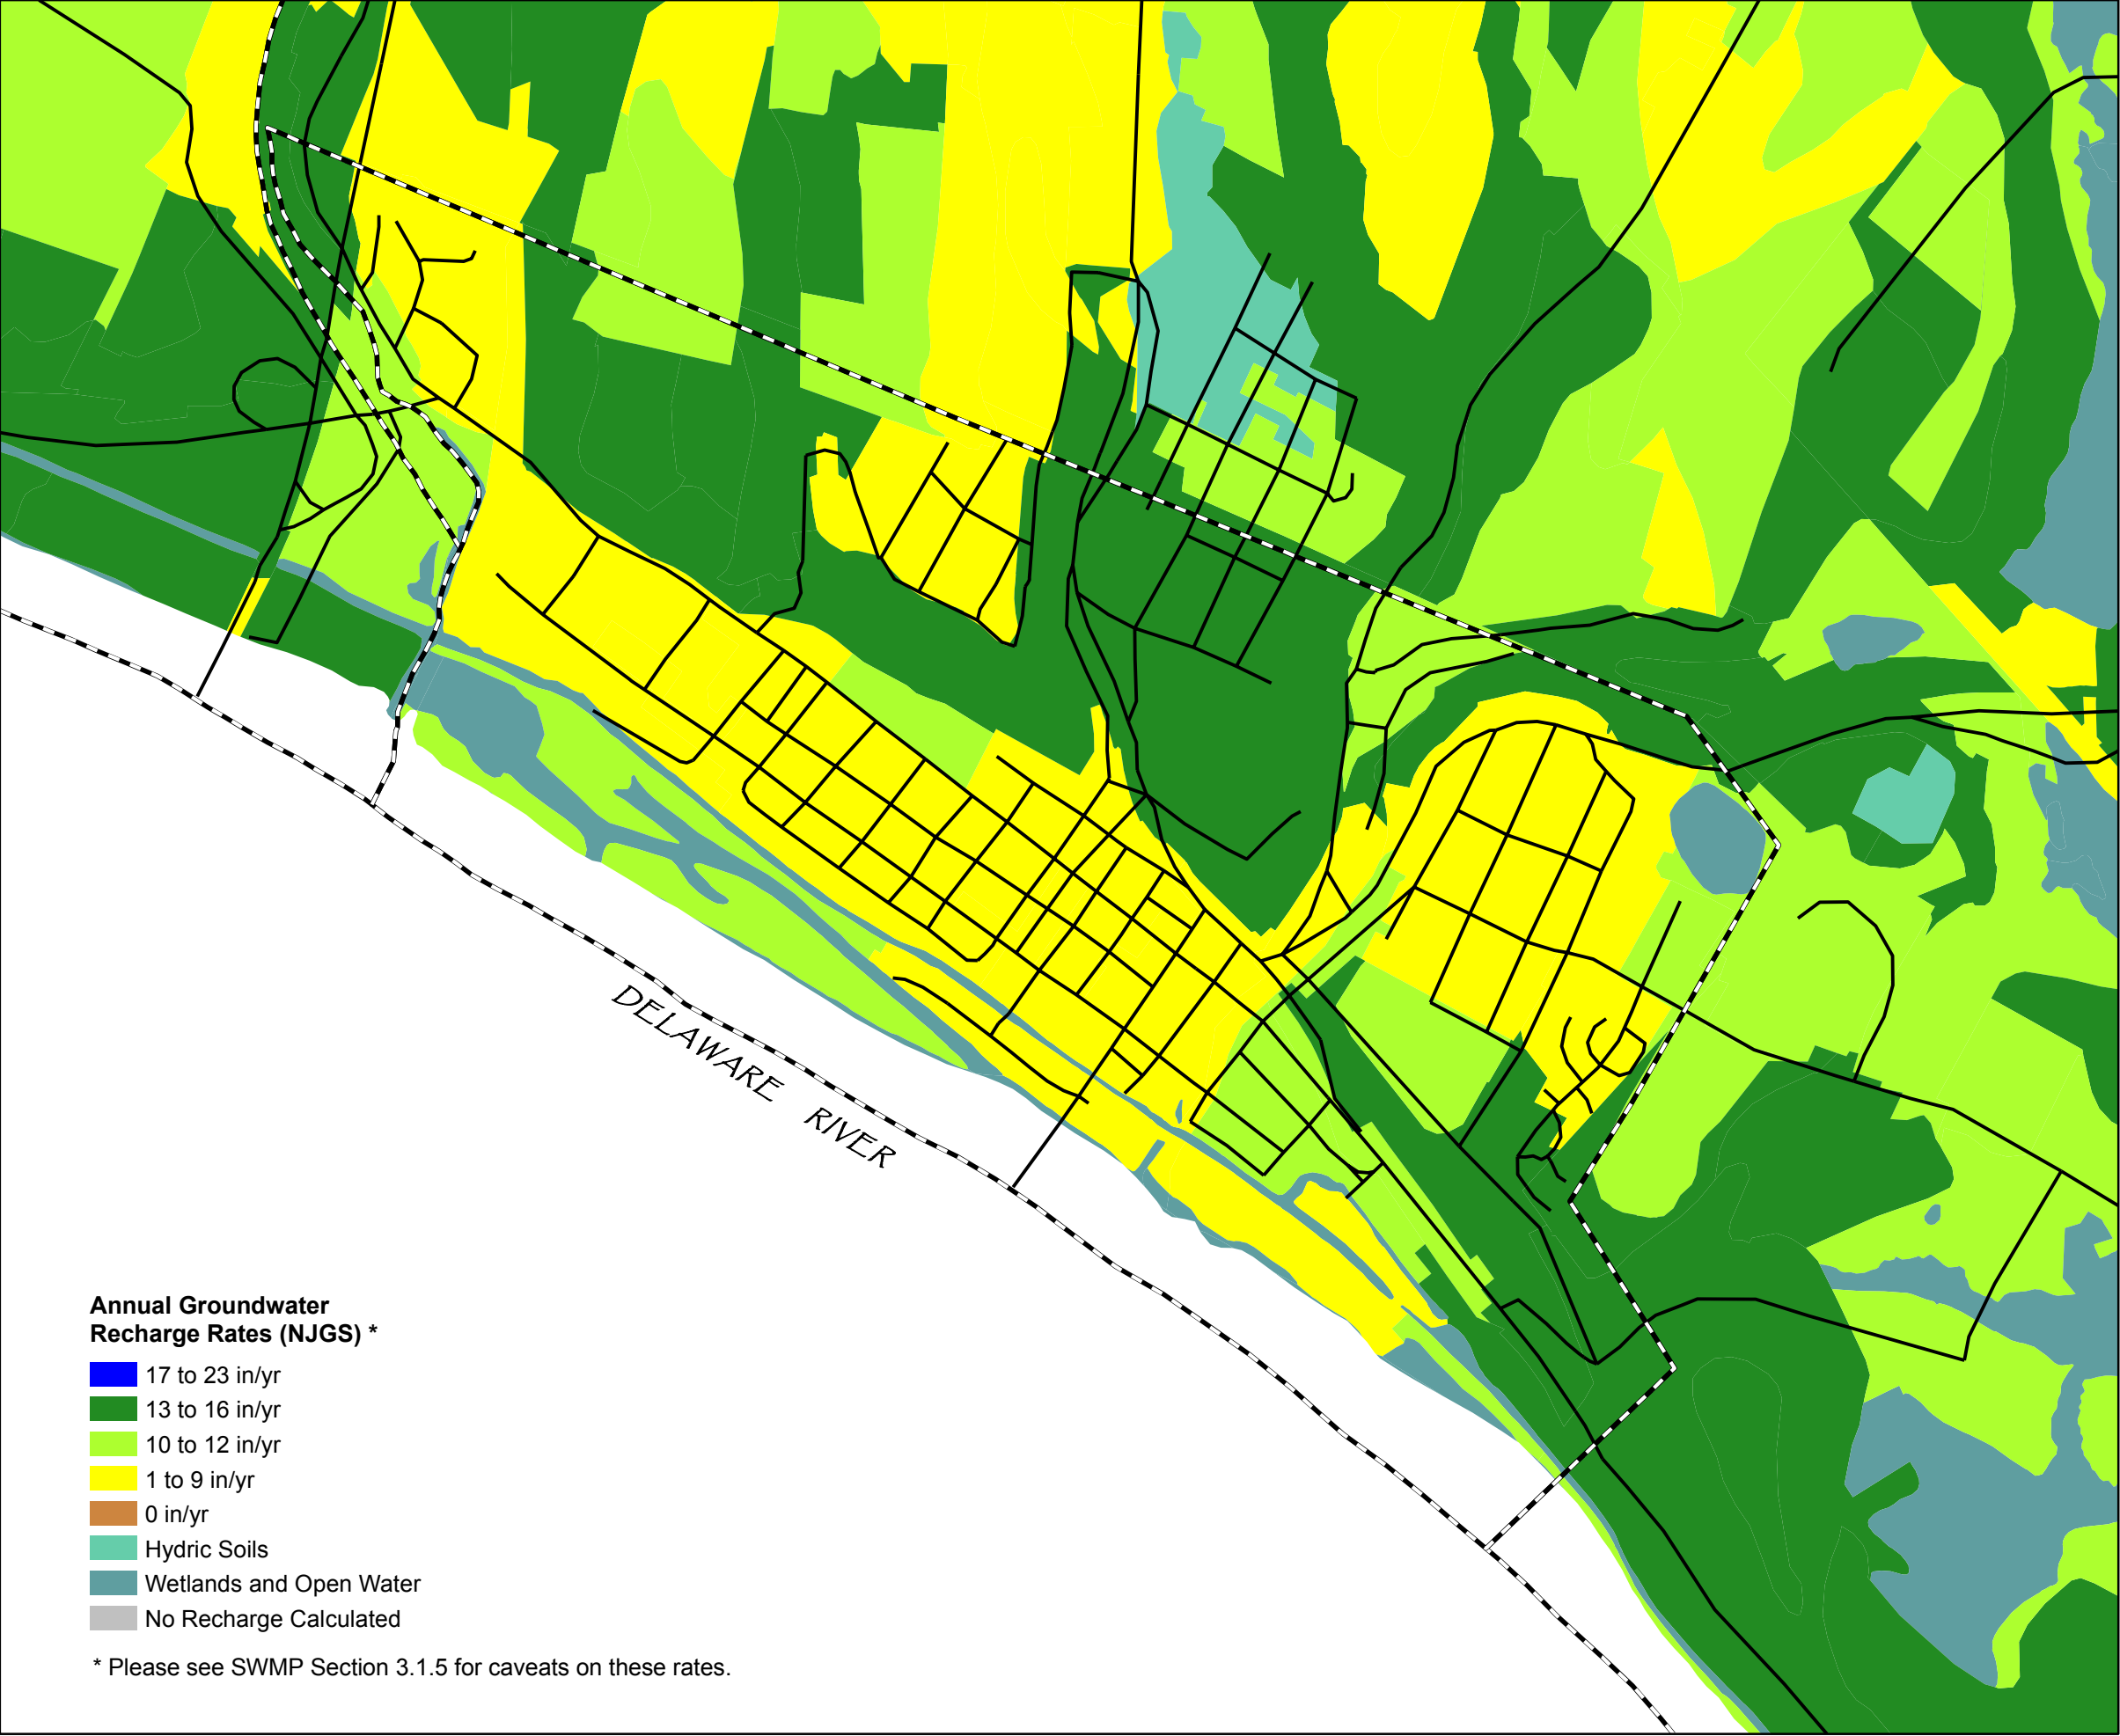 DELAWARE RIVER
Annual Groundwater
Recharge Rates (NJGS) *
17 to 23 in/yr
13 to 16 in/yr
10 to 12 in/yr
1 to 9 in/yr
0 in/yr
Hydric Soils
Wetlands and Open Water
No Recharge Calculated
* Please see SWMP Section 3.1.5 for caveats on these rates.